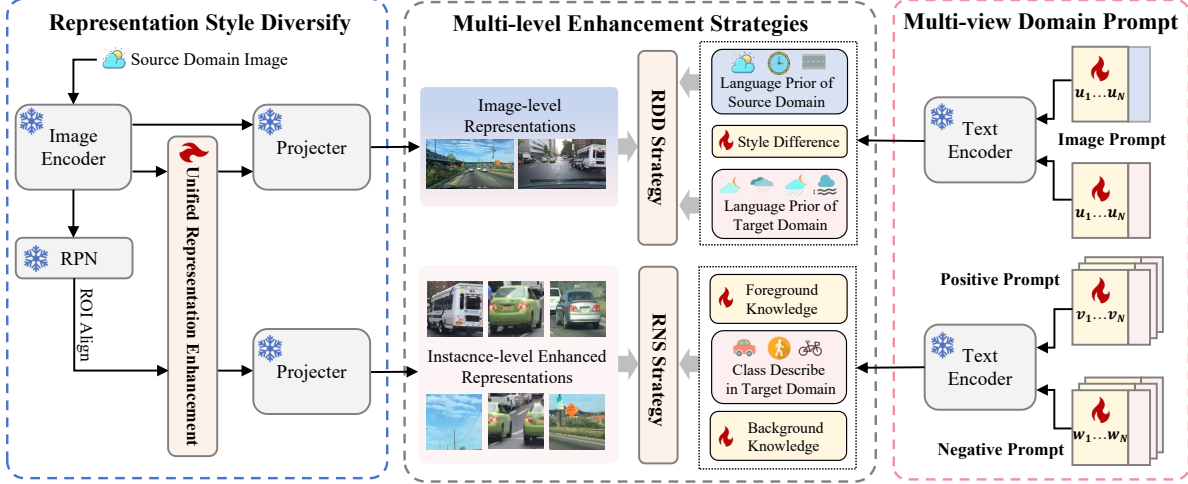 Representation Style Diversify
Source Domain Image
Image
Encoder
Projecter
Unified Representation Enhancement
RPN
ROI Align
Projecter
Multi-level Enhancement Strategies
Image-level
Representations
RDD Strategy
Language Prior of
Source Domain
Style Difference
Language Prior of
Target Domain
Instacnce-level Enhanced
Representations
RNS Strategy
Foreground
Knowledge
Class Describe
in Target Domain
Background
Knowledge
Multi-view Domain Prompt
Text
Encoder
u1...uN
Image Prompt
u1...uN
Positive Prompt
v1...vN
Text
Encoder
Negative Prompt
w1...wN